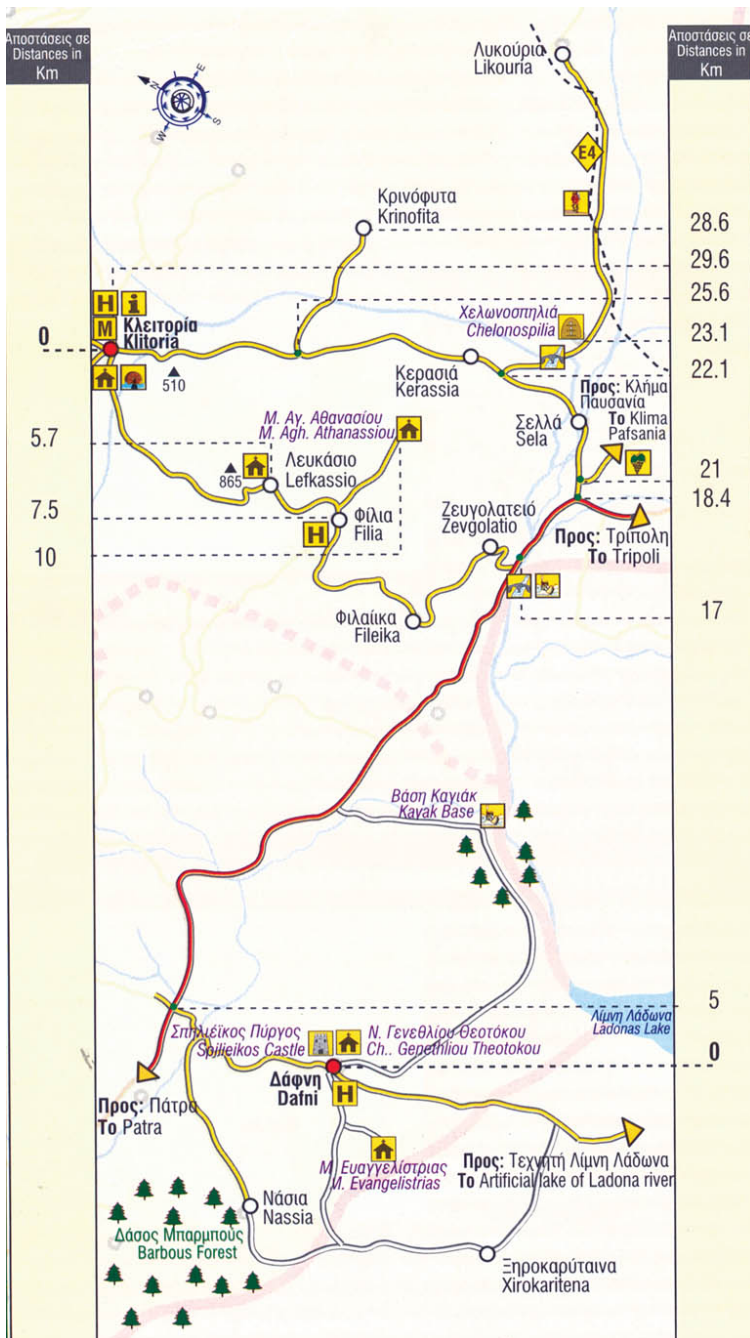 Αποστάσεις σε
Distances in
Km
Αποστάσεις σε
Distances in
Km
Λυκούρια
Likouria
N
E
W
S
E4
Κρινόφυτα
Krinofita
28.6
29.6
25.6
H i
M
Κλειτορία
Klitoria
0
510
Χελωνοσπηλιά
Chelonospilia
23.1
22.1
Κερασιά
Kerassia
Προς: Κλήμα
Παυσανία
To Klima
Pafsania
Σελλά
Sela
Μ. Αγ. Αθανασίου
M. Agh. Athanassiou
5.7
865
Λευκάσιο
Lefkassio
21
18.4
7.5
Φίλια
Filia
H
Ζευγολατειό
Zevgolatio
Προς: Τρίπολη
To Tripoli
10
Φιλαίικα
Fileika
17
Βάση Καγιάκ
Kayak Base
5
Λίμνη Λάδωνα
Ladonas Lake
Σπηλιέϊκος Πύργος
Spilieikos Castle
Ν. Γενεθλίου Θεοτόκου
Ch.. Genethliou Theotokou
0
Δάφνη
Dafni
H
Προς: Πάτρα
To Patra
Μ. Ευαγγελίστριας
M. Evangelistrias
Προς: Τεχνητή Λίμνη Λάδωνα
To Artificial lake of Ladona river
Νάσια
Nassia
Δάσος Μπαρμπούς
Barbous Forest
Ξηροκαρύταινα
Xirokaritena